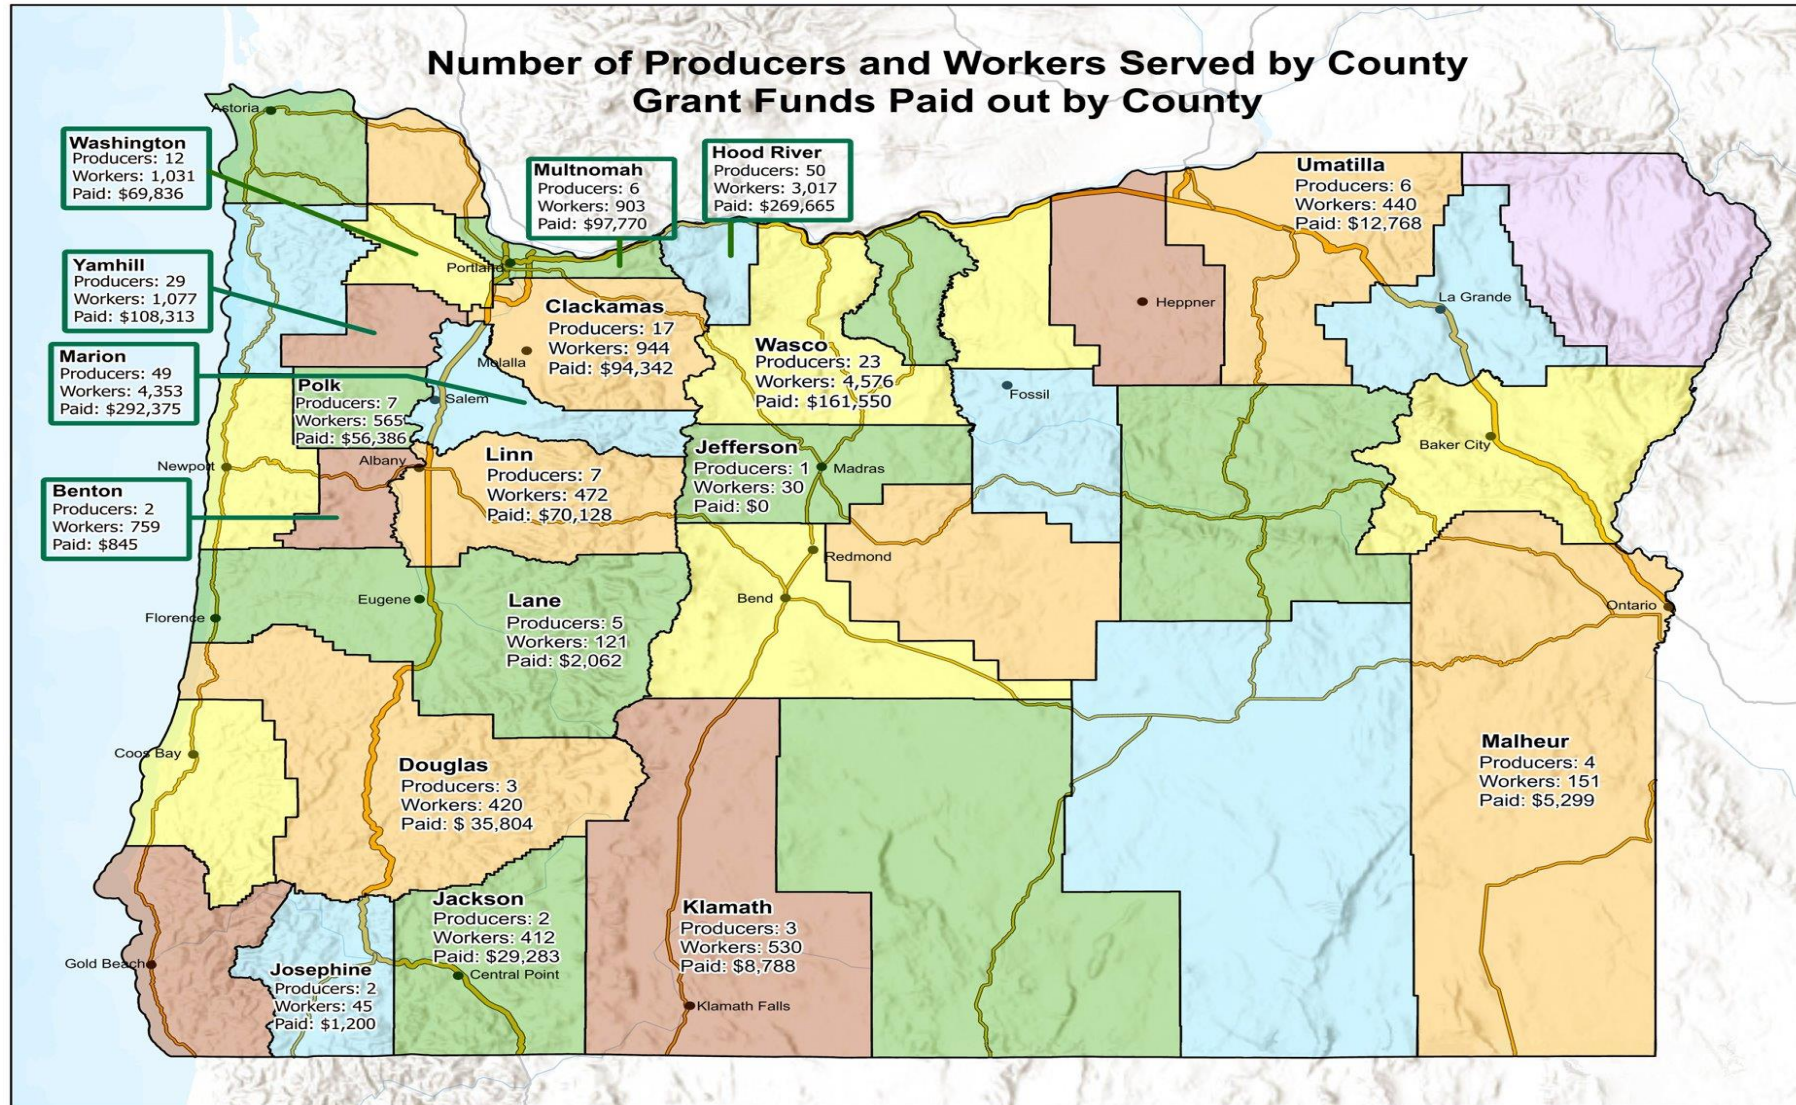 Number of Producers and Workers Served by County
Grant Funds Paid out by County
Astoria
Washington
Producers: 12
Workers: 1,031
Paid: $69,836
Multnomah
Producers: 6
Workers: 903
Paid: $97,770
Hood River
Producers: 50
Workers: 3,017
Paid: $269,665
Umatilla
Producers: 6
Workers: 440
Paid: $12,768
Yamhill
Producers: 29
Workers: 1,077
Paid: $108,313
Portland
Clackamas
Producers: 17
Workers: 944
Paid: $94,342
Heppner
La Grande
Marion
Producers: 49
Workers: 4,353
Paid: $292,375
Molalla
Wasco
Producers: 23
Workers: 4,576
Paid: $161,550
Polk
Producers: 7
Workers: 565
Paid: $56,386
Salem
Fossil
Baker City
Newport
Albany
Linn
Producers: 7
Workers: 472
Paid: $70,128
Jefferson
Producers: 1
Workers: 30
Paid: $0
Madras
Benton
Producers: 2
Workers: 759
Paid: $845
Redmond
Eugene
Lane
Producers: 5
Workers: 121
Paid: $2,062
Bend
Ontario
Florence
Coos Bay
Douglas
Producers: 3
Workers: 420
Paid: $ 35,804
Malheur
Producers: 4
Workers: 151
Paid: $5,299
Jackson
Producers: 2
Workers: 412
Paid: $29,283
Central Point
Klamath
Producers: 3
Workers: 530
Paid: $8,788
Gold Beach
Josephine
Producers: 2
Workers: 45
Paid: $1,200
Klamath Falls